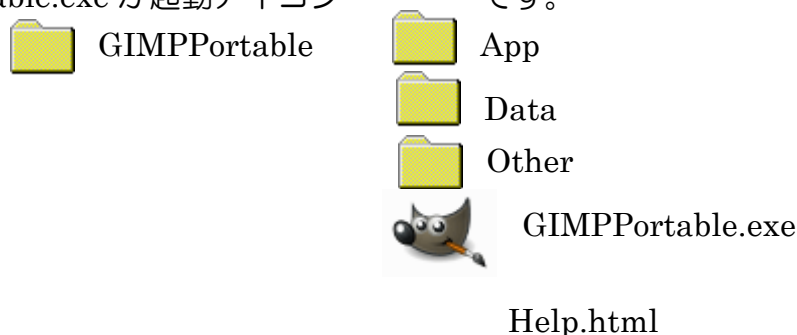 able.exe が起動アイコン です。
GIMPPortable App
Data
Other
GIMPPortable.exe
Help.html